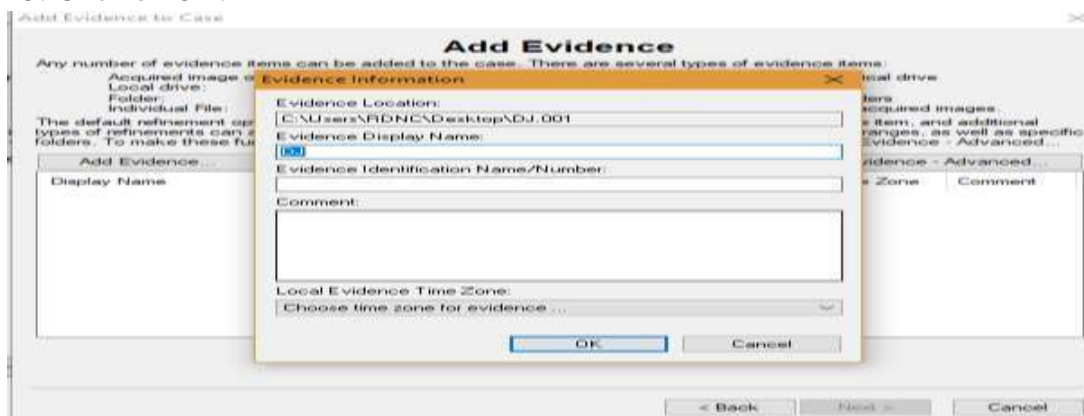 Add Evidence to Case
Add Evidence
Any number of evidence items can be added to the case. There are several types of evidence items:
Acquired image
Local drive:
Folder:
Individual File:
ical drive
ders
acquired images.
The default refinement op
e item, and additional
types of refinements can
ranges, as well as specific
folders. To make these fu
Evidence - Advanced...
Add Evidence...
vidence - Advanced...
Display Name
e Zone
Comment
Evidence Information
Evidence Location:
C:\Users\RDNC\Desktop\DJ.001
Evidence Display Name:
DJ
Evidence Identification Name/Number:
Comment:
Local Evidence Time Zone:
Choose time zone for evidence ...
OK
Cancel
< Back
Next >
Cancel